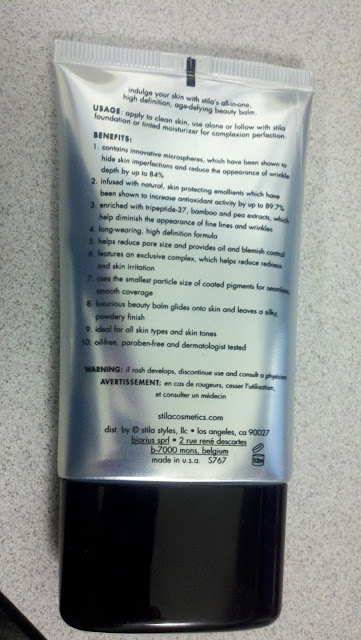 indulge your skin with stila's all-in-one,
high definition, age-defying beauty balm.
USAGE: apply to clean skin, use alone or follow with stila
foundation or tinted moisturizer for complexion perfection.
BENEFITS:
1. contains innovative microspheres, which have been shown to
hide skin imperfections and reduce the appearance of wrinkle
depth by up to 84%
2. infused with natural, skin protecting emollients which have
been shown to increase antioxidant activity by up to 89.7%
3. enriched with tripeptide-37, bamboo and pea extracts, which
help diminish the appearance of fine lines and wrinkles
4. long-wearing, high definition formula
5. helps reduce pore size and provides oil and blemish control
6. features an exclusive complex, which helps reduce redness
and skin irritation
7. uses the smallest particle size of coated pigments for seamless,
smooth coverage
8. luxurious beauty balm glides onto skin and leaves a silky,
powdery finish
9. ideal for all skin types and skin tones
10. oil-free, paraben-free and dermatologist tested
WARNING: if rash develops, discontinue use and consult a physician
AVERTISSEMENT: en cas de rougeurs, cesser l'utilisation,
et consulter un médecin
stilacosmetics.com
dist. by © stila styles, llc • los angeles, ca 90027
biorius sprl • 2 rue rené descartes
b-7000 mons, belgium
made in u.s.a. S767